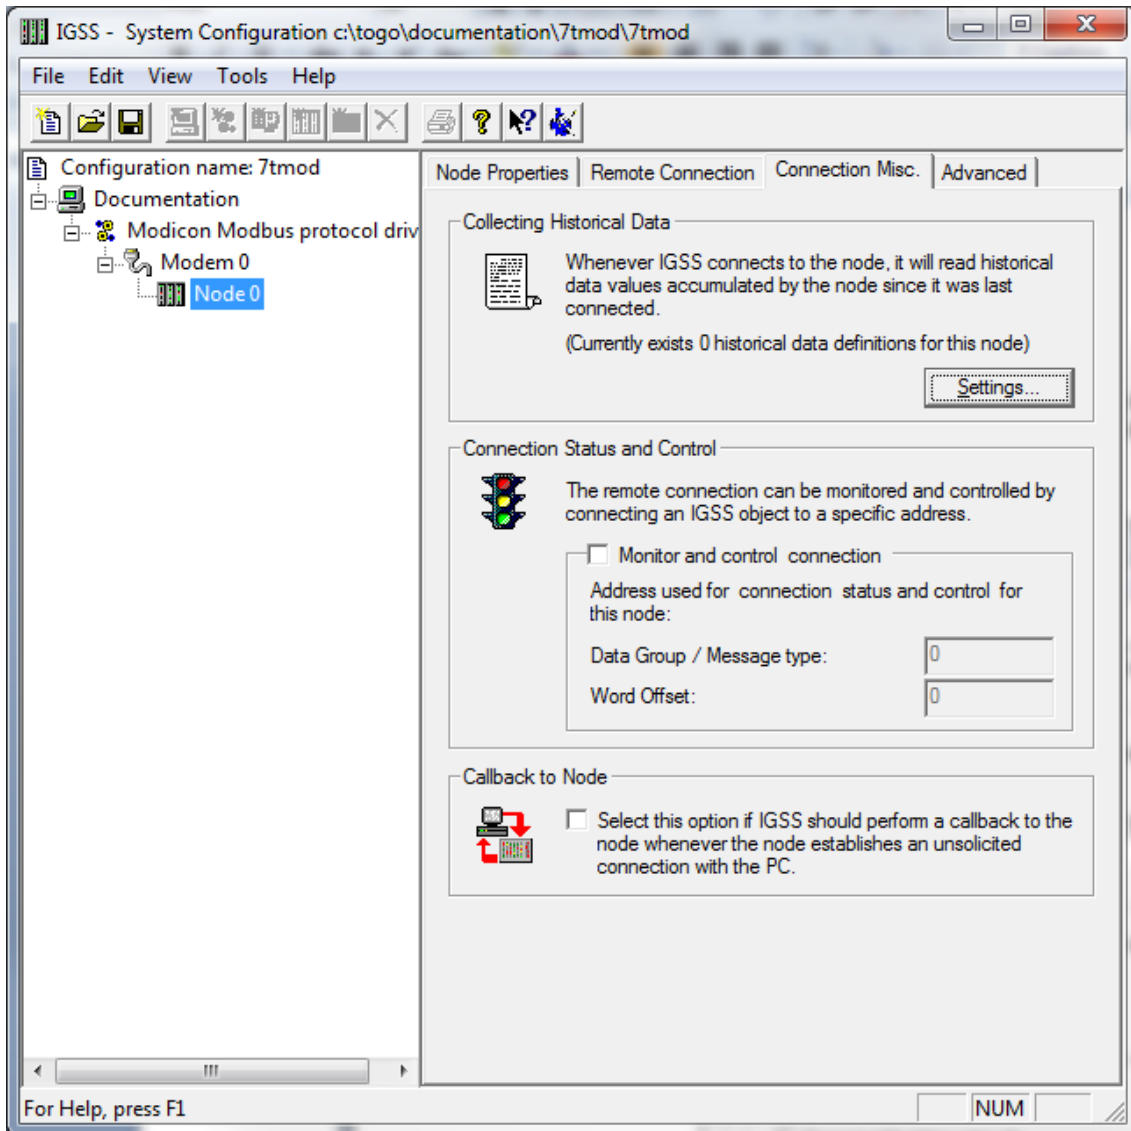 IGSS - System Configuration c:\togo\documentation\7tmod\7tmod
File Edit View Tools Help
Configuration name: 7tmod
Documentation
Modicon Modbus protocol driv
Modem 0
Node 0
Node Properties Remote Connection Connection Misc. Advanced
Collecting Historical Data
Whenever IGSS connects to the node, it will read historical
data values accumulated by the node since it was last
connected.
(Currently exists 0 historical data definitions for this node)
Settings...
Connection Status and Control
The remote connection can be monitored and controlled by
connecting an IGSS object to a specific address.
Monitor and control connection
Address used for connection status and control for
this node:
Data Group / Message type: 0
Word Offset: 0
Callback to Node
Select this option if IGSS should perform a callback to the
node whenever the node establishes an unsolicited
connection with the PC.
For Help, press F1 NUM